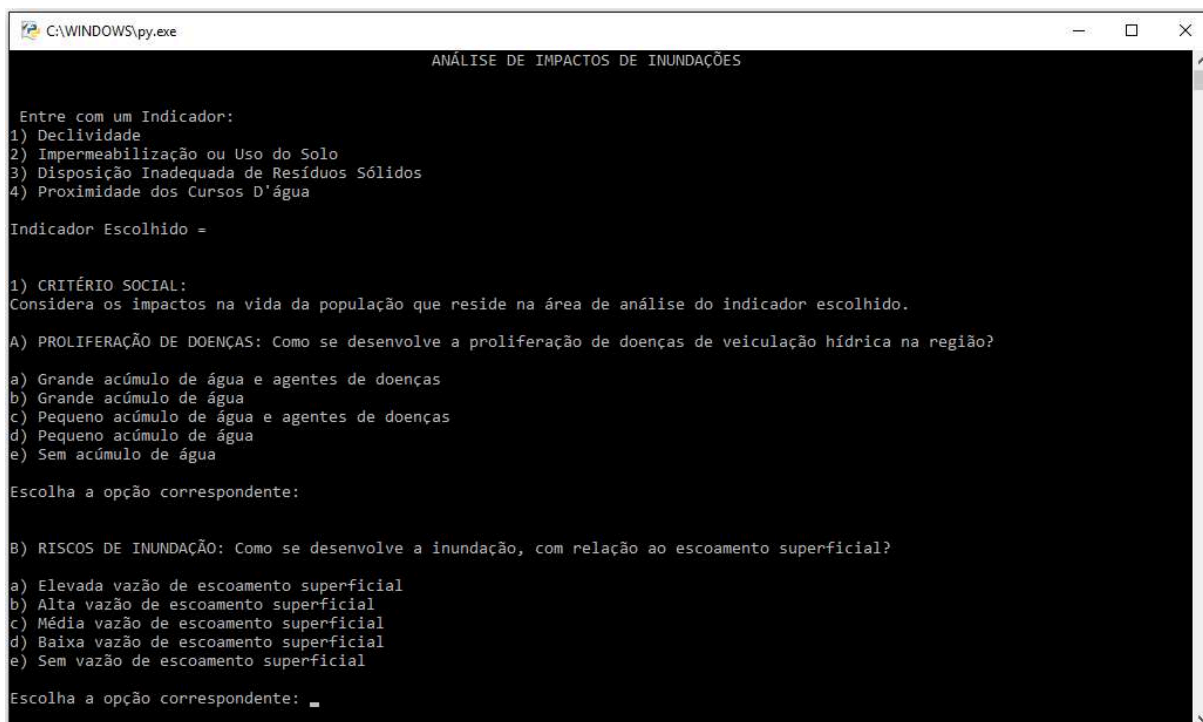 C:\WINDOWS\py.exe
ANÁLISE DE IMPACTOS DE INUNDAÇÕES
Entre com um Indicador:
1) Declividade
2) Impermeabilização ou Uso do Solo
3) Disposição Inadequada de Resíduos Sólidos
4) Proximidade dos Cursos D'água
Indicador Escolhido =
1) CRITÉRIO SOCIAL:
Considera os impactos na vida da população que reside na área de análise do indicador escolhido.
A) PROLIFERAÇÃO DE DOENÇAS: Como se desenvolve a proliferação de doenças de veiculação hídrica na região?
a) Grande acúmulo de água e agentes de doenças
b) Grande acúmulo de água
c) Pequeno acúmulo de água e agentes de doenças
d) Pequeno acúmulo de água
e) Sem acúmulo de água
Escolha a opção correspondente:
B) RISCOS DE INUNDAÇÃO: Como se desenvolve a inundação, com relação ao escoamento superficial?
a) Elevada vazão de escoamento superficial
b) Alta vazão de escoamento superficial
c) Média vazão de escoamento superficial
d) Baixa vazão de escoamento superficial
e) Sem vazão de escoamento superficial
Escolha a opção correspondente: